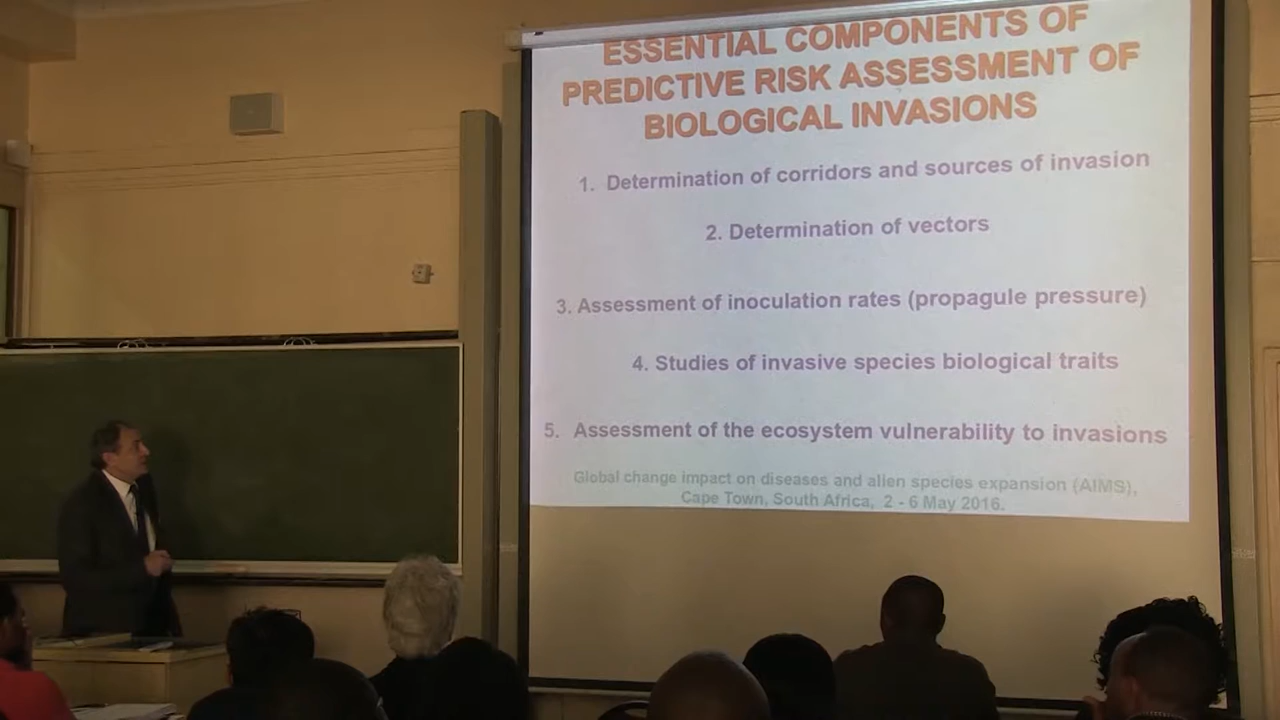 ESSENTIAL COMPONENTS OF
PREDICTIVE RISK ASSESSMENT OF
BIOLOGICAL INVASIONS
1. Determination of corridors and sources of invasion
2. Determination of vectors
3. Assessment of inoculation rates (propagule pressure)
4. Studies of invasive species biological traits
5. Assessment of the ecosystem vulnerability to invasions
Global change impact on diseases and alien species expansion (AIMS),
Cape Town, South Africa, 2 - 6 May 2016.